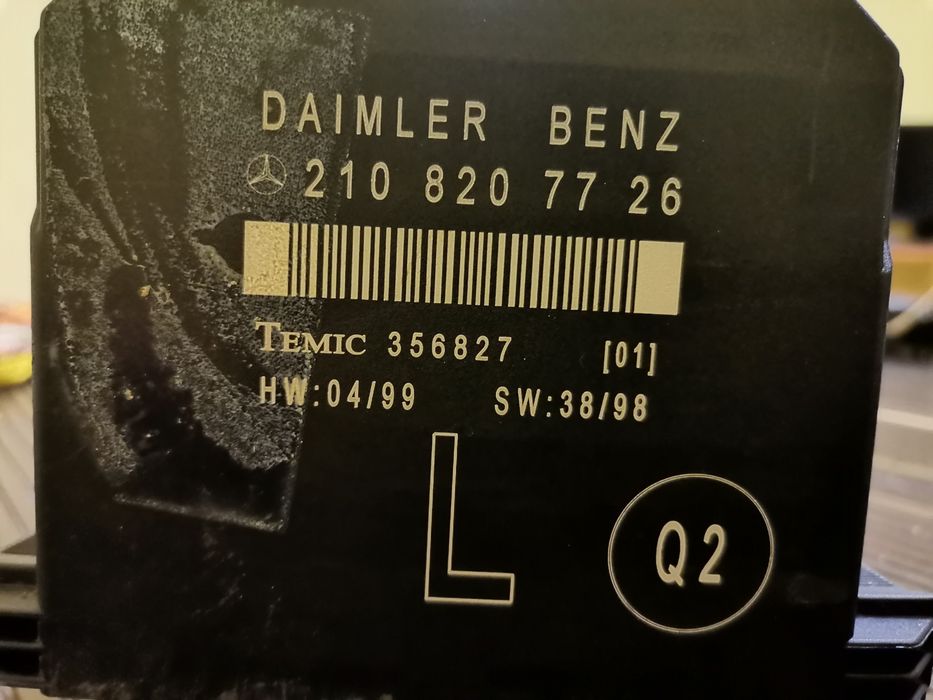 DAIMLER BENZ
210 820 77 26
TEMIC 356827 [01]
HW:04/99 SW:38/98
L
Q2